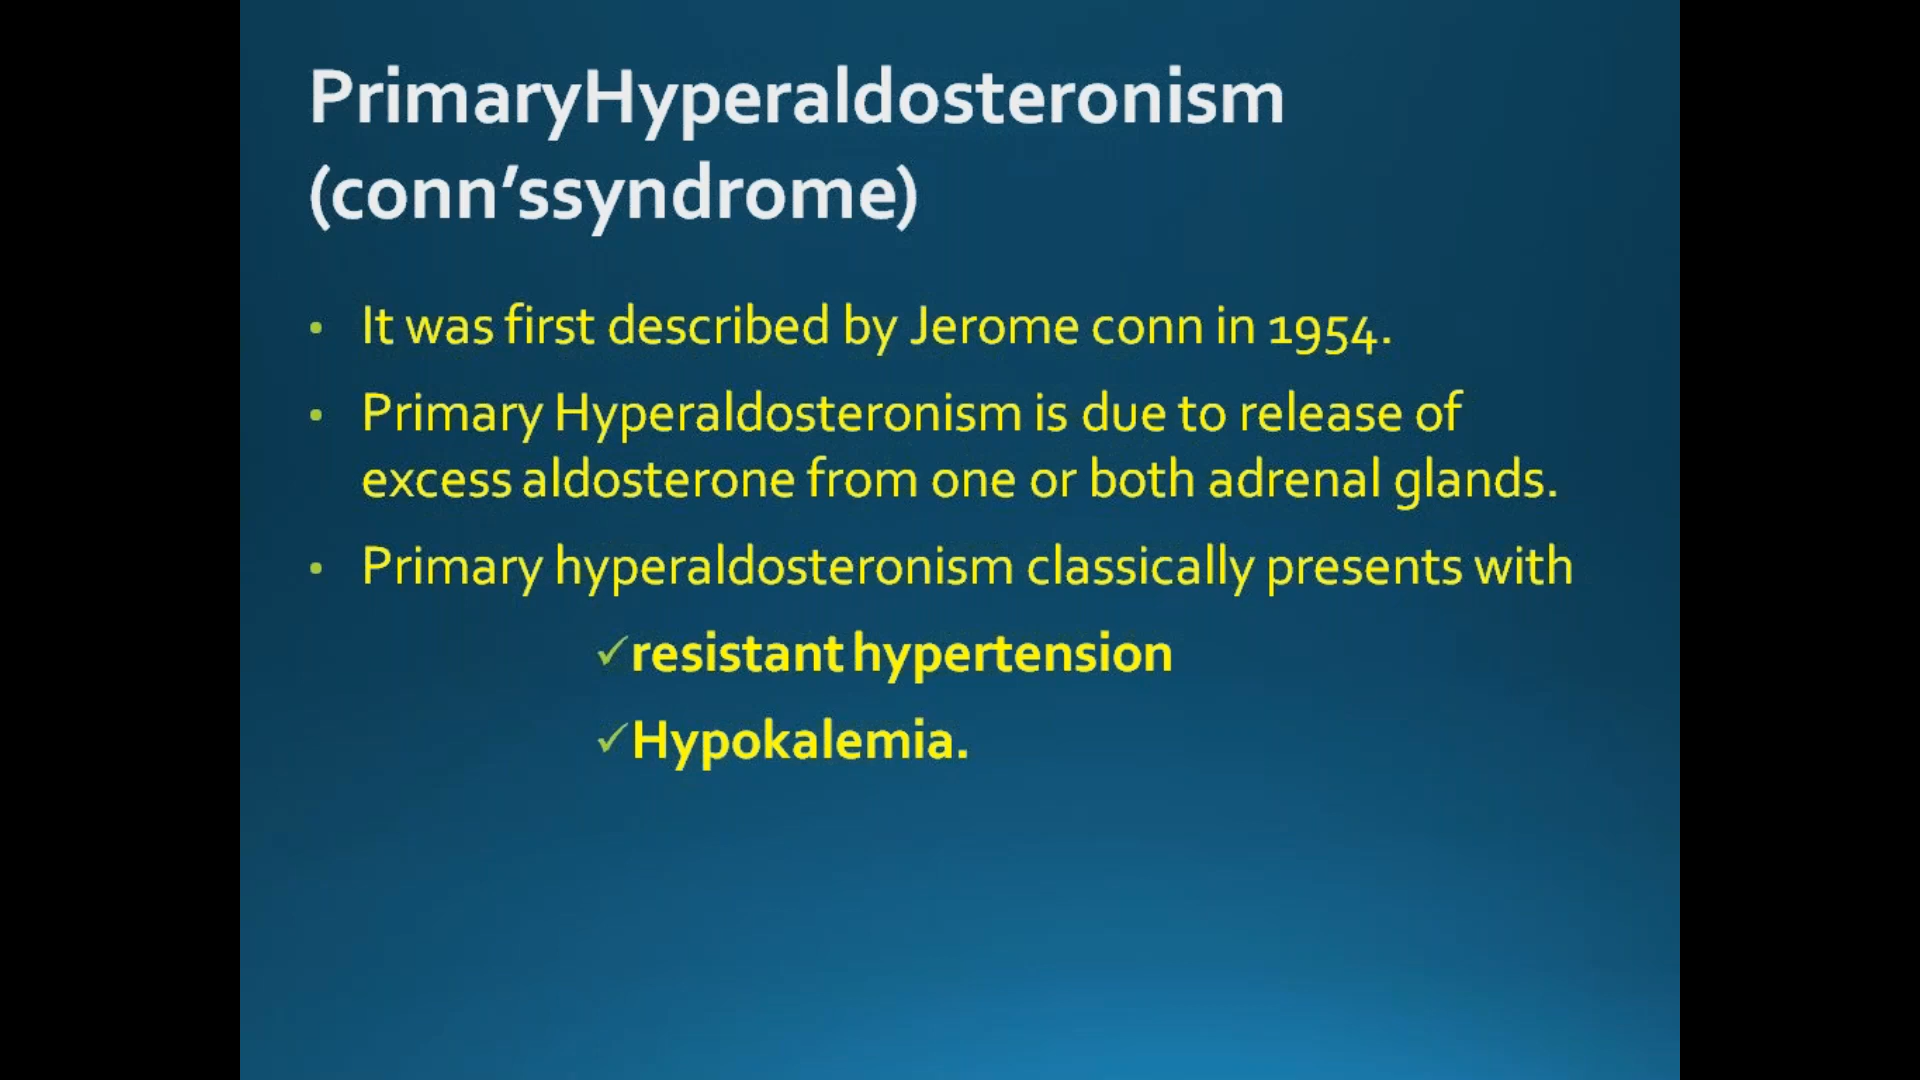 PrimaryHyperaldosteronism
(conn’ssyndrome)
• It was first described by Jerome conn in 1954.
• Primary Hyperaldosteronism is due to release of
excess aldosterone from one or both adrenal glands.
• Primary hyperaldosteronism classically presents with
✓resistant hypertension
✓Hypokalemia.